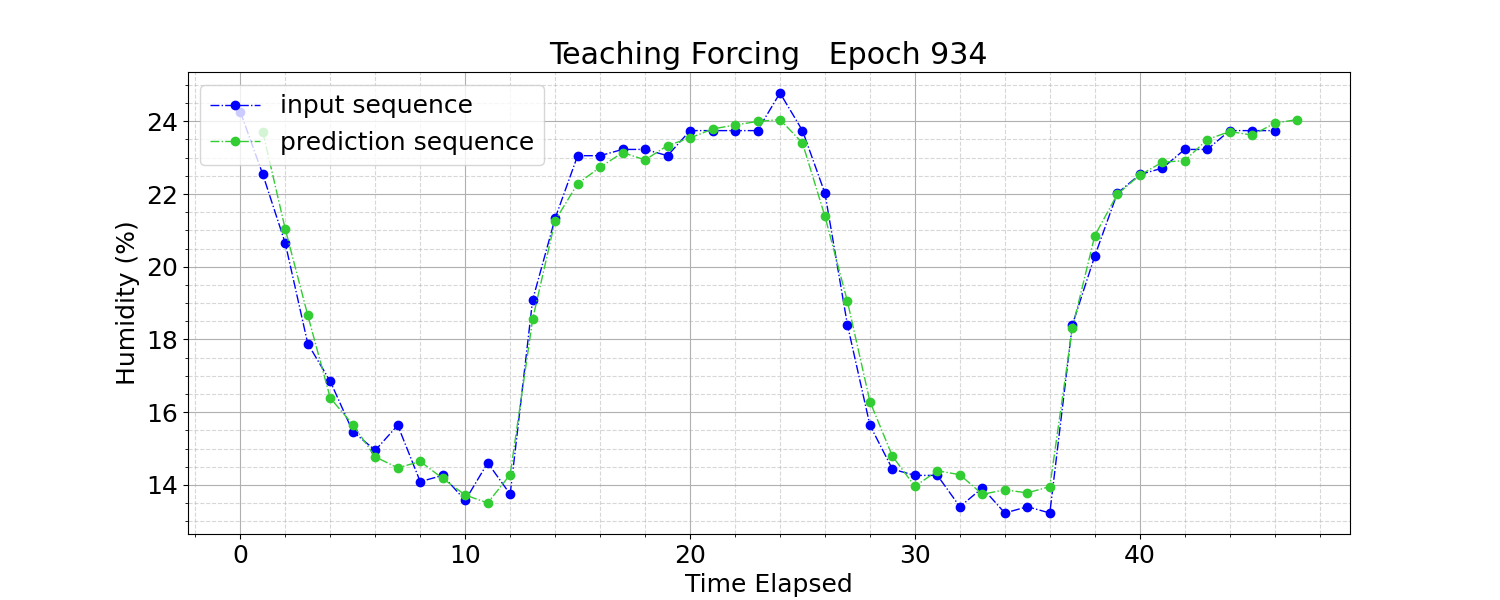 Teaching Forcing   Epoch 934
input sequence
prediction sequence
Humidity (%)
24
22
20
18
16
14
0 10 20 30 40
Time Elapsed